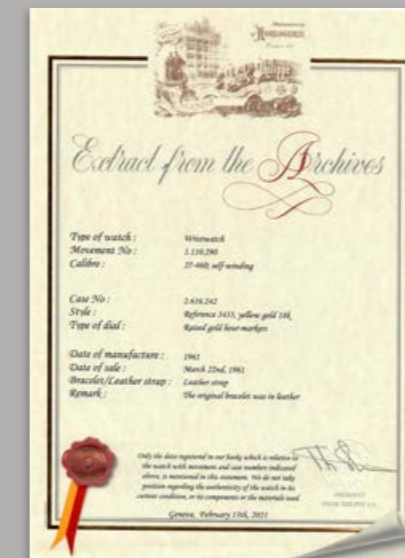 Extract from the Archives
Type of watch : Wristwatch
Movement No : 1.110.290
Calibre : 27-460, self-winding
Case No : 2.616.242
Style : Reference 3433, yellow gold 18k
Type of dial : Raised gold hour-markers
Date of manufacture : 1961
Date of sale : March 22nd, 1961
Bracelet/Leather strap : Leather strap
Remark : The original bracelet was in leather
Only the data registered in our books which is relative to
the watch with movement and case numbers indicated
above, is mentioned in this statement. We do not take
position regarding the authenticity of the watch in its
current condition, or its components or the materials used.
Geneva, February 15th, 2021
PRESIDENT